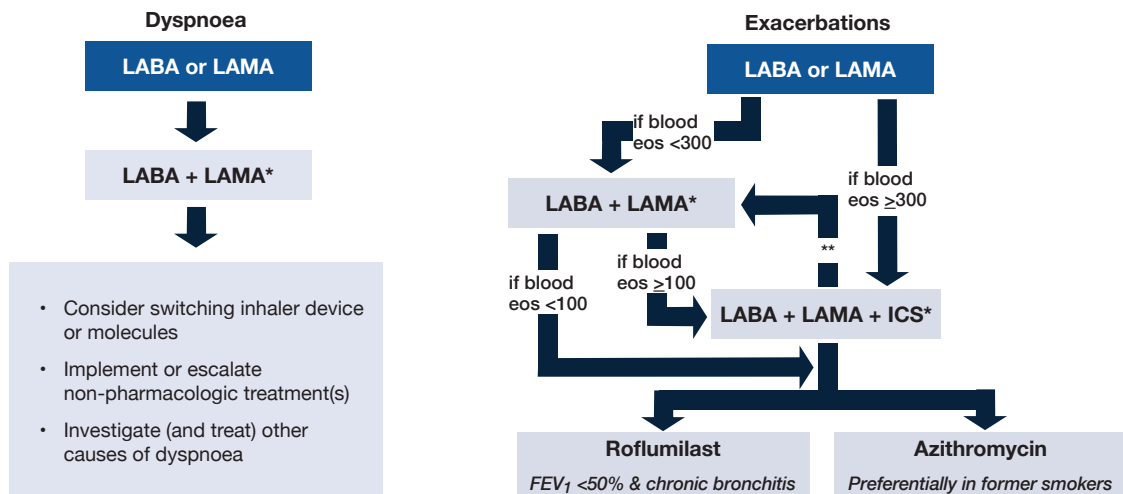 Dyspnoea
LABA or LAMA
LABA + LAMA*
• Consider switching inhaler device
or molecules
• Implement or escalate
non-pharmacologic treatment(s)
• Investigate (and treat) other
causes of dyspnoea
Exacerbations
LABA or LAMA
if blood
eos <300
if blood
eos ≥300
LABA + LAMA*
**
if blood
eos <100
if blood
eos ≥100
LABA + LAMA + ICS*
Roflumilast
FEV₁ <50% & chronic bronchitis
Azithromycin
Preferentially in former smokers